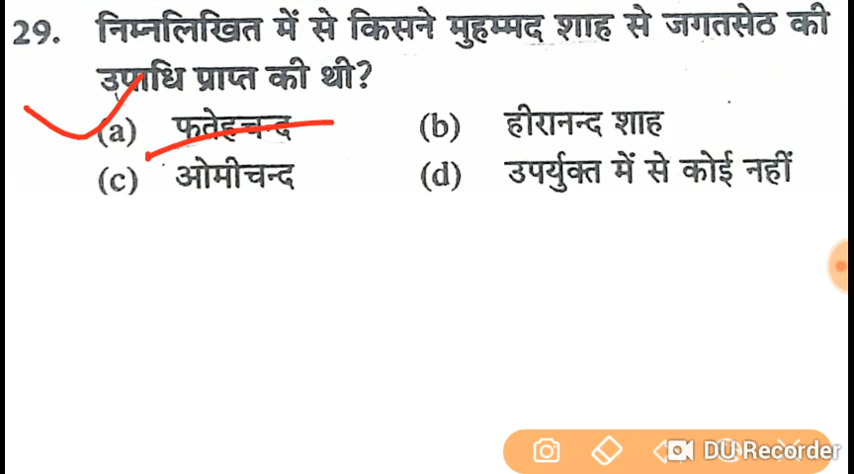 29. निम्नलिखित में से किसने मुहम्मद शाह से जगतसेठ की
उपाधि प्राप्त की थी?
(a) फतेहचन्द (b) हीरानन्द शाह
(c) ओमीचन्द (d) उपर्युक्त में से कोई नहीं
DU Recorder